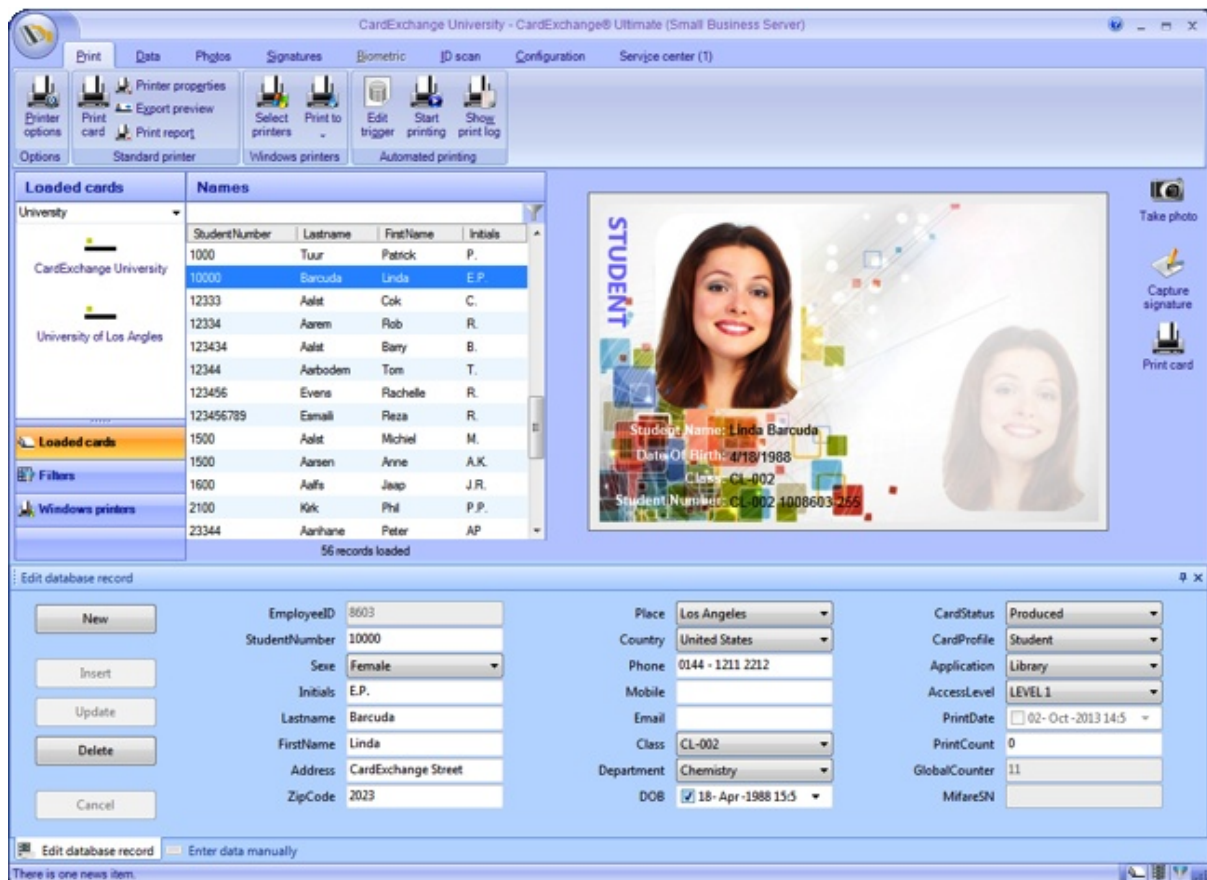 CardExchange University - CardExchange® Ultimate (Small Business Server)
Print Data Photos Signatures Biometric ID scan Configuration Service center (1)
Printer options
Print card
Printer properties
Export preview
Print report
Select printers
Print to
Edit trigger
Start printing
Show print log
Options Standard printer Windows printers Automated printing
Loaded cards
University
CardExchange University
University of Los Angles
Loaded cards
Filters
Windows printers
Names
StudentNumber Lastname FirstName Initials
1000 Tuur Patrick P.
10000 Barcuda Linda E.P.
12333 Aalst Cok C.
12334 Aarem Rob R.
123434 Aalst Barry B.
12344 Aarbodem Tom T.
123456 Evens Rachelle R.
123456789 Esmaili Reza R.
1500 Aalst Michiel M.
1500 Aarsen Anne A.K.
1600 Aalfs Jaap J.R.
2100 Kirk Phil P.P.
23344 Aanhane Peter AP
56 records loaded
STUDENT
Student Name: Linda Barcuda
Date Of Birth: 4/18/1988
Class: CL-002
Student Number: CL-002 1008603-255
Take photo
Capture signature
Print card
Edit database record
New
Insert
Update
Delete
Cancel
EmployeeID 8603
StudentNumber 10000
Sexe Female
Initials E.P.
Lastname Barcuda
FirstName Linda
Address CardExchange Street
ZipCode 2023
Place Los Angeles
Country United States
Phone 0144 - 1211 2212
Mobile
Email
Class CL-002
Department Chemistry
DOB 18- Apr -1988 15:5
CardStatus Produced
CardProfile Student
Application Library
AccessLevel LEVEL 1
PrintDate 02- Oct -2013 14:5
PrintCount 0
GlobalCounter 11
MifareSN
Edit database record Enter data manually
There is one news item.